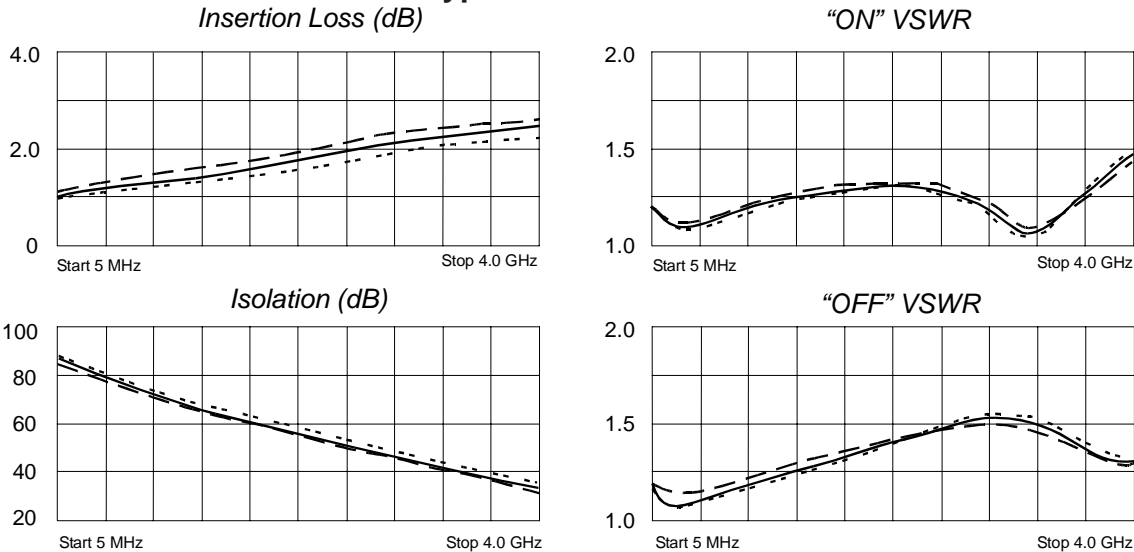 Insertion Loss (dB)
4.0
2.0
0
Start 5 MHz
Stop 4.0 GHz
“ON” VSWR
2.0
1.5
1.0
Start 5 MHz
Stop 4.0 GHz
Isolation (dB)
100
80
60
40
20
Start 5 MHz
Stop 4.0 GHz
“OFF” VSWR
2.0
1.5
1.0
Start 5 MHz
Stop 4.0 GHz